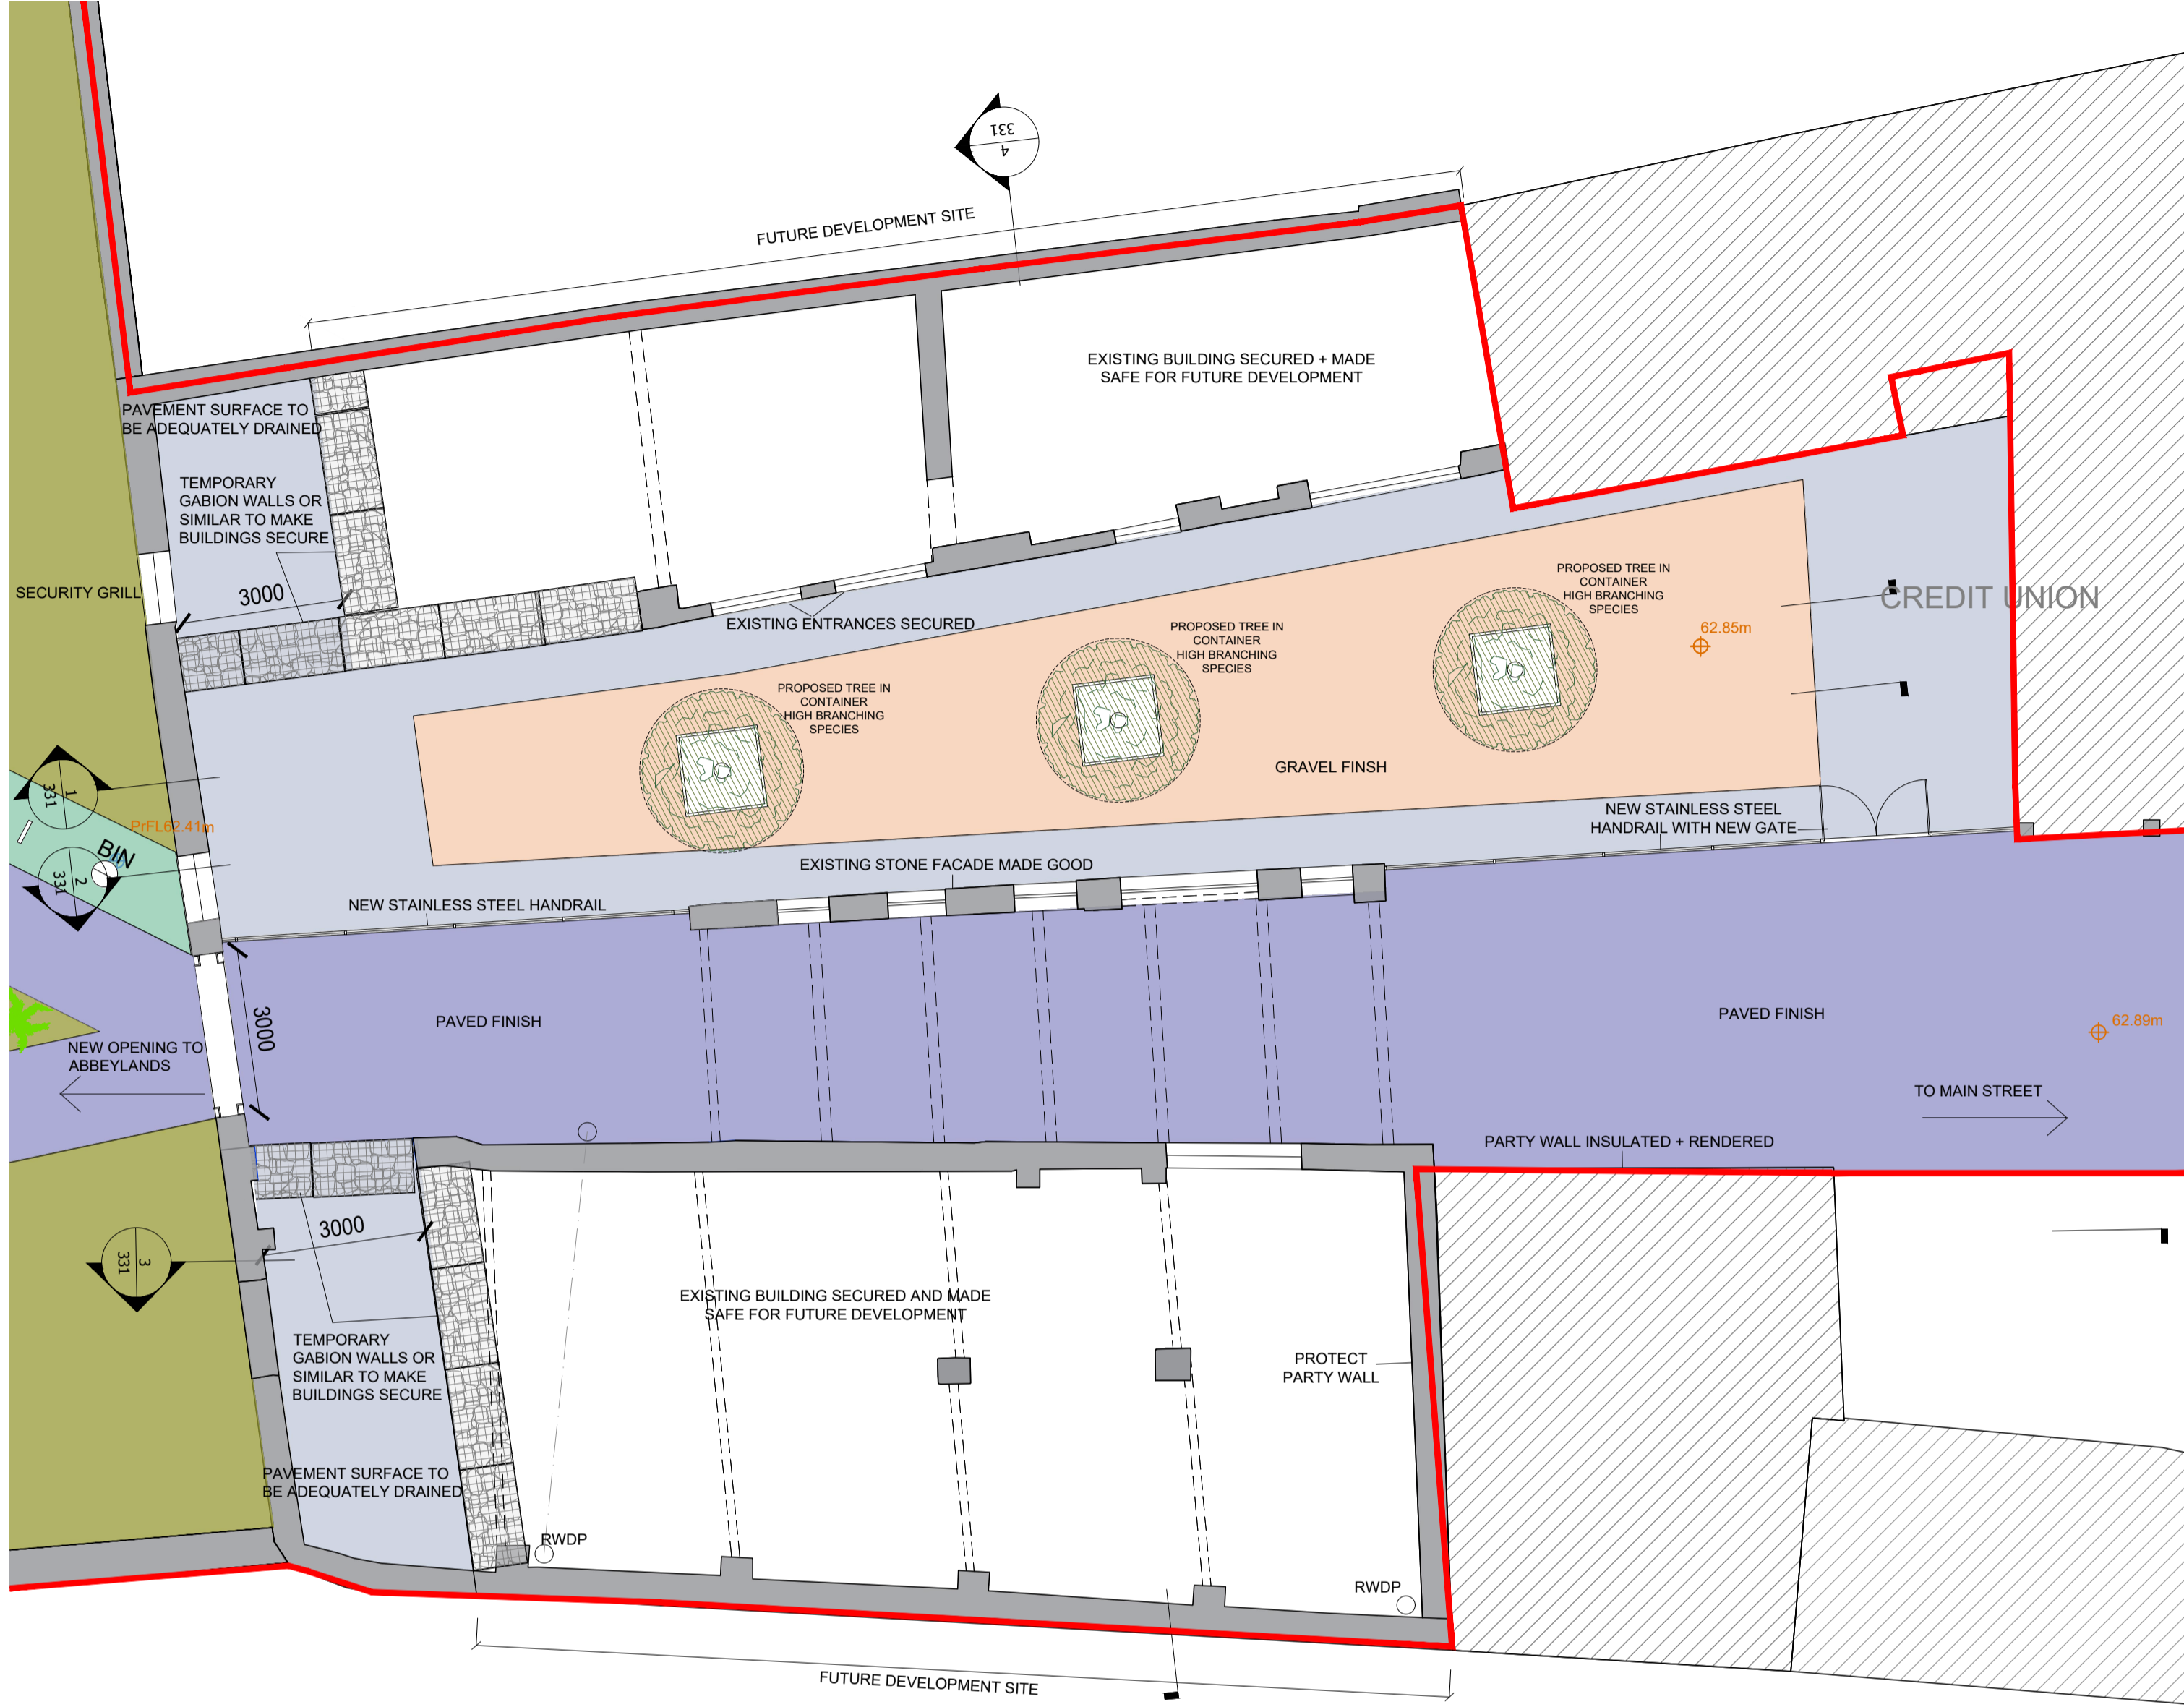 331
4
FUTURE DEVELOPMENT SITE
EXISTING BUILDING SECURED + MADE
SAFE FOR FUTURE DEVELOPMENT
PAVEMENT SURFACE TO
BE ADEQUATELY DRAINED
TEMPORARY
GABION WALLS OR
SIMILAR TO MAKE
BUILDINGS SECURE
SECURITY GRILL
3000
EXISTING ENTRANCES SECURED
PROPOSED TREE IN
CONTAINER
HIGH BRANCHING
SPECIES
PROPOSED TREE IN
CONTAINER
HIGH BRANCHING
SPECIES
PROPOSED TREE IN
CONTAINER
HIGH BRANCHING
SPECIES
CREDIT UNION
62.85m
GRAVEL FINSH
1
331
PrFL62.41m
BIN
2
331
NEW STAINLESS STEEL
HANDRAIL WITH NEW GATE
EXISTING STONE FACADE MADE GOOD
NEW STAINLESS STEEL HANDRAIL
3000
PAVED FINISH
PAVED FINISH
62.89m
NEW OPENING TO
ABBEYLANDS
TO MAIN STREET
PARTY WALL INSULATED + RENDERED
3000
3
331
EXISTING BUILDING SECURED AND MADE
SAFE FOR FUTURE DEVELOPMENT
TEMPORARY
GABION WALLS OR
SIMILAR TO MAKE
BUILDINGS SECURE
PROTECT
PARTY WALL
PAVEMENT SURFACE TO
BE ADEQUATELY DRAINED
RWDP
RWDP
FUTURE DEVELOPMENT SITE